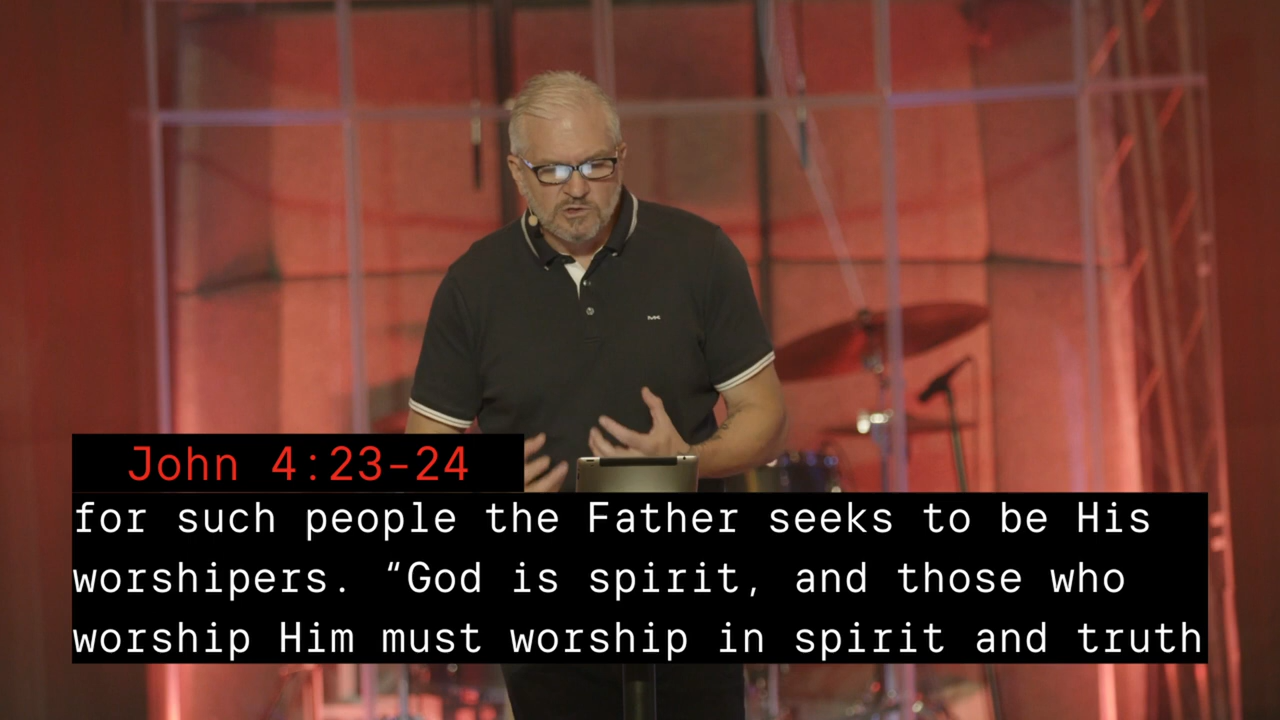 MK
John 4:23-24
for such people the Father seeks to be His
worshipers. “God is spirit, and those who
worship Him must worship in spirit and truth